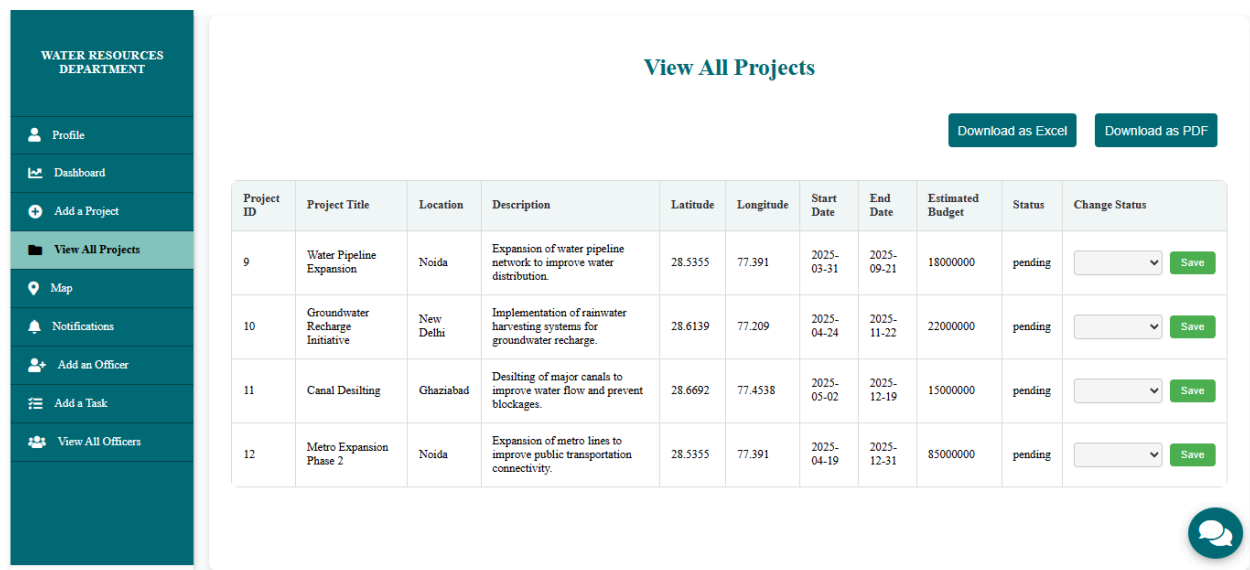 WATER RESOURCES
DEPARTMENT
Profile
Dashboard
Add a Project
View All Projects
Map
Notifications
Add an Officer
Add a Task
View All Officers
View All Projects
Download as Excel Download as PDF
Project ID Project Title Location Description Latitude Longitude Start Date End Date Estimated Budget Status Change Status
9 Water Pipeline Expansion Noida Expansion of water pipeline network to improve water distribution. 28.5355 77.391 2025-03-31 2025-09-21 18000000 pending Save
10 Groundwater Recharge Initiative New Delhi Implementation of rainwater harvesting systems for groundwater recharge. 28.6139 77.209 2025-04-24 2025-11-22 22000000 pending Save
11 Canal Desilting Ghaziabad Desilting of major canals to improve water flow and prevent blockages. 28.6692 77.4538 2025-05-02 2025-12-19 15000000 pending Save
12 Metro Expansion Phase 2 Noida Expansion of metro lines to improve public transportation connectivity. 28.5355 77.391 2025-04-19 2025-12-31 85000000 pending Save